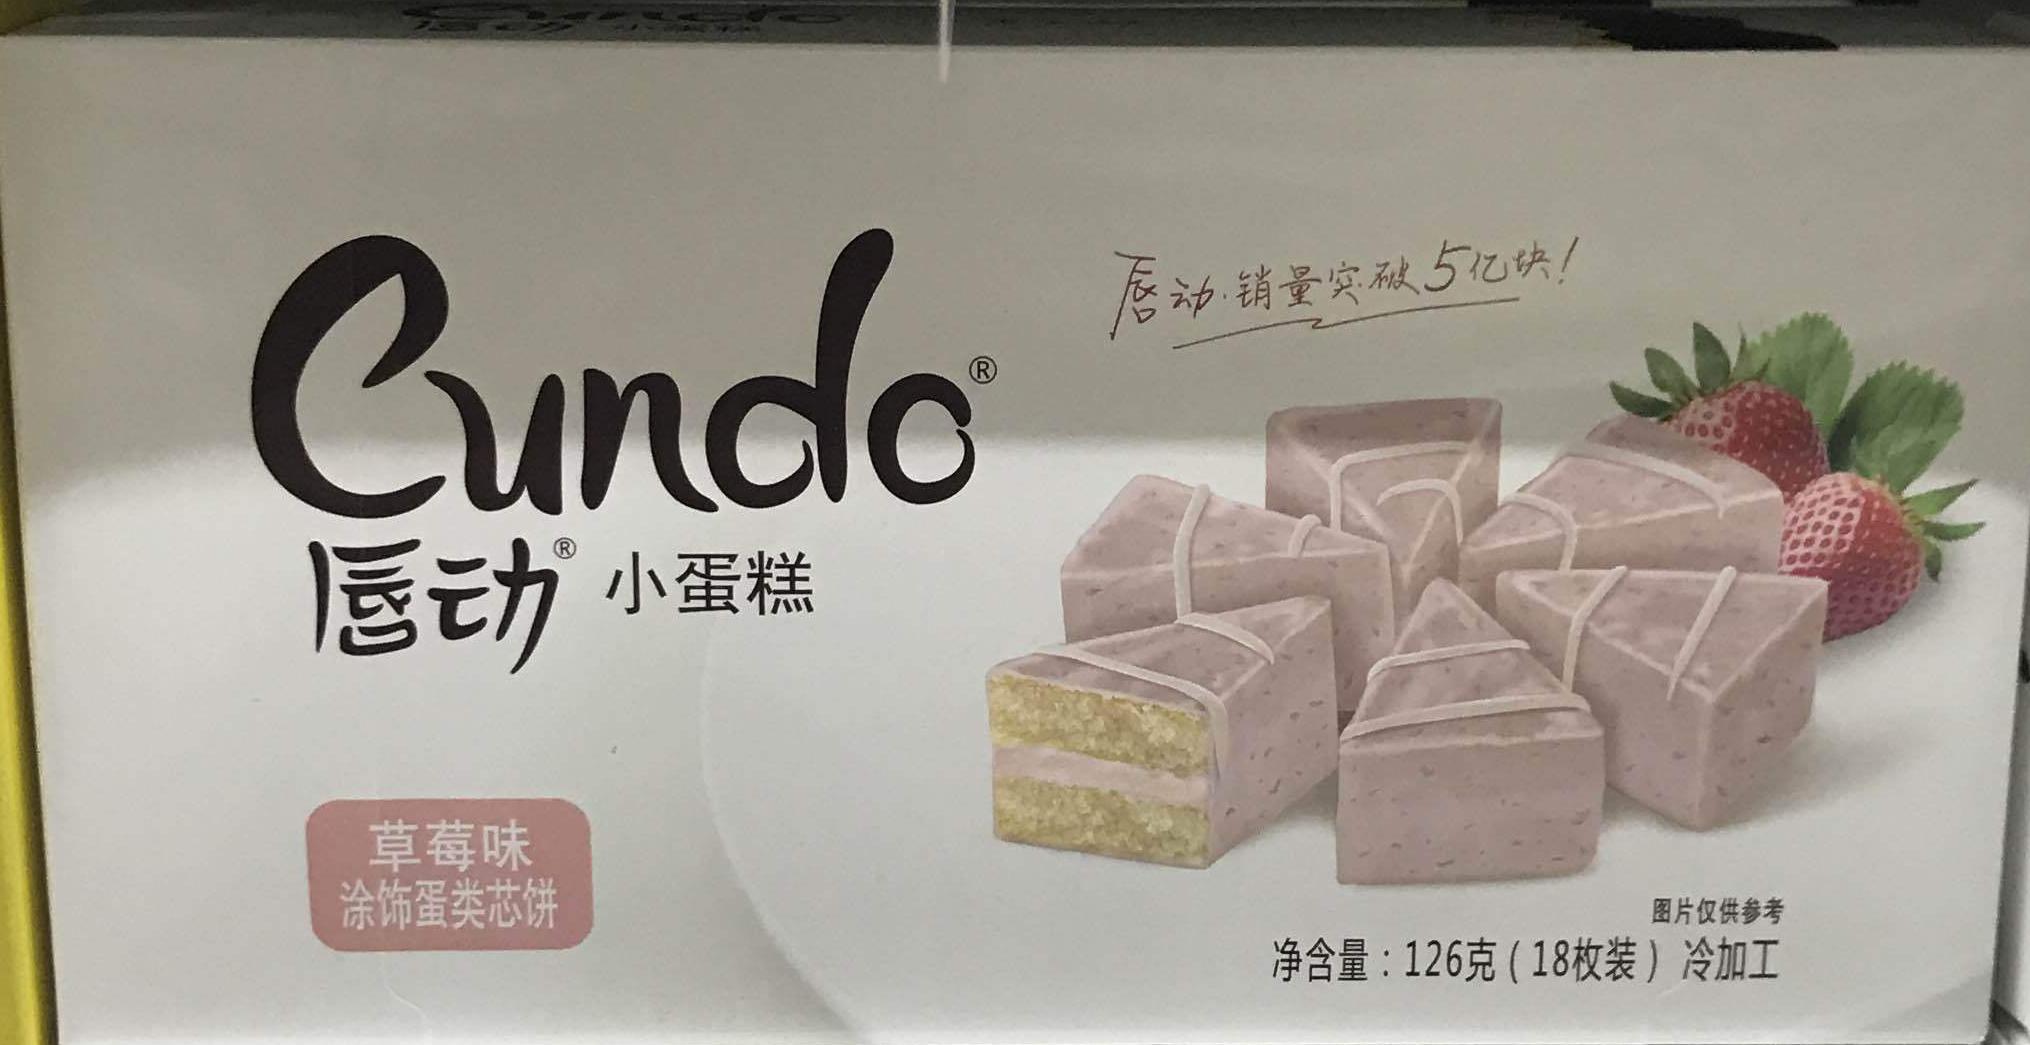 Cundo®
唇动® 小蛋糕
唇动·销量突破5亿块!
草莓味
涂饰蛋类芯饼
图片仅供参考
净含量:126克(18枚装) 冷加工